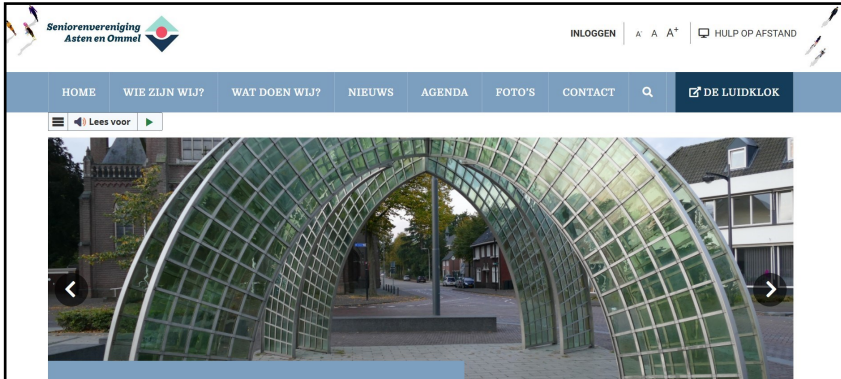 Seniorenvereniging
Asten en Ommel
INLOGGEN A- A A+ HULP OP AFSTAND
HOME WIE ZIJN WIJ? WAT DOEN WIJ? NIEUWS AGENDA FOTO'S CONTACT DE LUIDKLOK
Lees voor